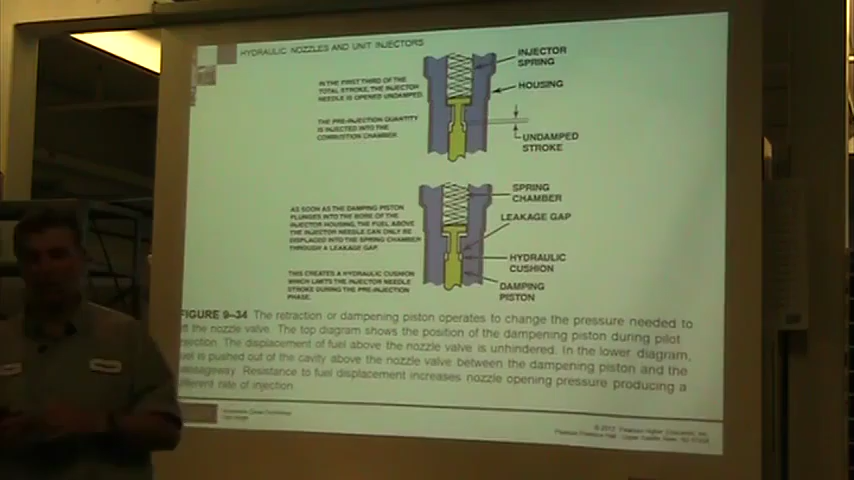 HYDRAULIC NOZZLES AND UNIT INJECTORS
IN THE FIRST THIRD OF THE
TOTAL STROKE, THE INJECTOR
NEEDLE IS OPENED UNDAMPED.
THE PRE-INJECTION QUANTITY
IS INJECTED INTO THE
COMBUSTION CHAMBER.
INJECTOR
SPRING
HOUSING
UNDAMPED
STROKE
AS SOON AS THE DAMPING PISTON
PLUNGES INTO THE BORE OF THE
INJECTOR HOUSING, THE FUEL ABOVE
THE INJECTOR NEEDLE CAN ONLY BE
DISPLACED INTO THE SPRING CHAMBER
THROUGH A LEAKAGE GAP.
THIS CREATES A HYDRAULIC CUSHION
WHICH LIMITS THE INJECTOR NEEDLE
STROKE DURING THE PRE-INJECTION
PHASE.
SPRING
CHAMBER
LEAKAGE GAP
HYDRAULIC
CUSHION
DAMPING
PISTON
FIGURE 9–34 The retraction or dampening piston operates to change the pressure needed to
the nozzle valve. The top diagram shows the position of the dampening piston during pilot
injection. The displacement of fuel above the nozzle valve is unhindered. In the lower diagram,
fuel is pushed out of the cavity above the nozzle valve between the dampening piston and the
passageway. Resistance to fuel displacement increases nozzle opening pressure producing a
different rate of injection.
© 2012 Pearson Higher Education, Inc.